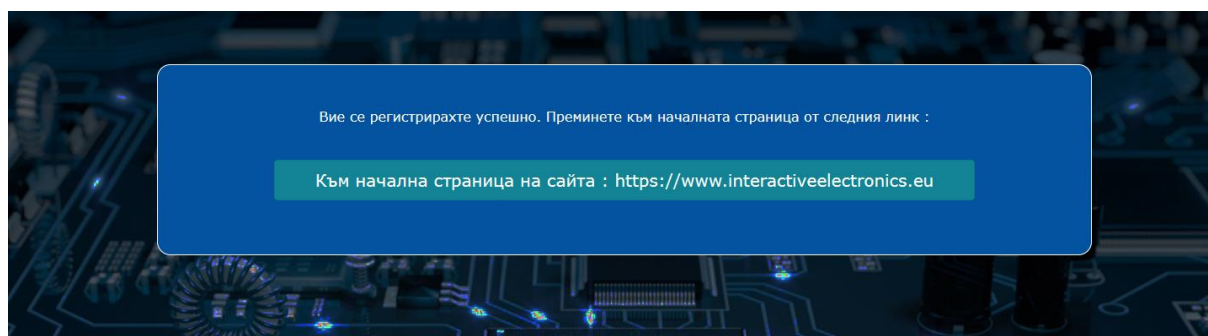 Вие се регистрирахте успешно. Преминете към началната страница от следния линк :
Към начална страница на сайта : https://www.interactiveelectronics.eu